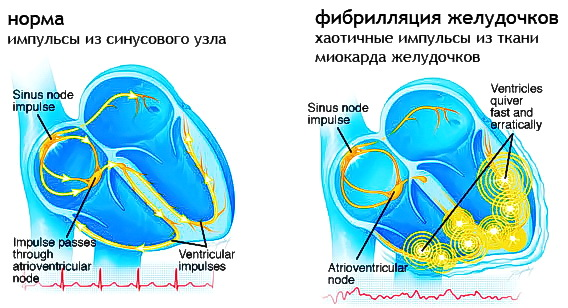 норма
импульсы из синусового узла
Sinus node
impulse
Impulse passes
through
atrioventricular
node
Ventricular
impulses
фибрилляция желудочков
хаотичные импульсы из ткани
миокарда желудочков
Sinus node
impulse
Ventricles
quiver
fast and
erratically
Atrioventricular
node